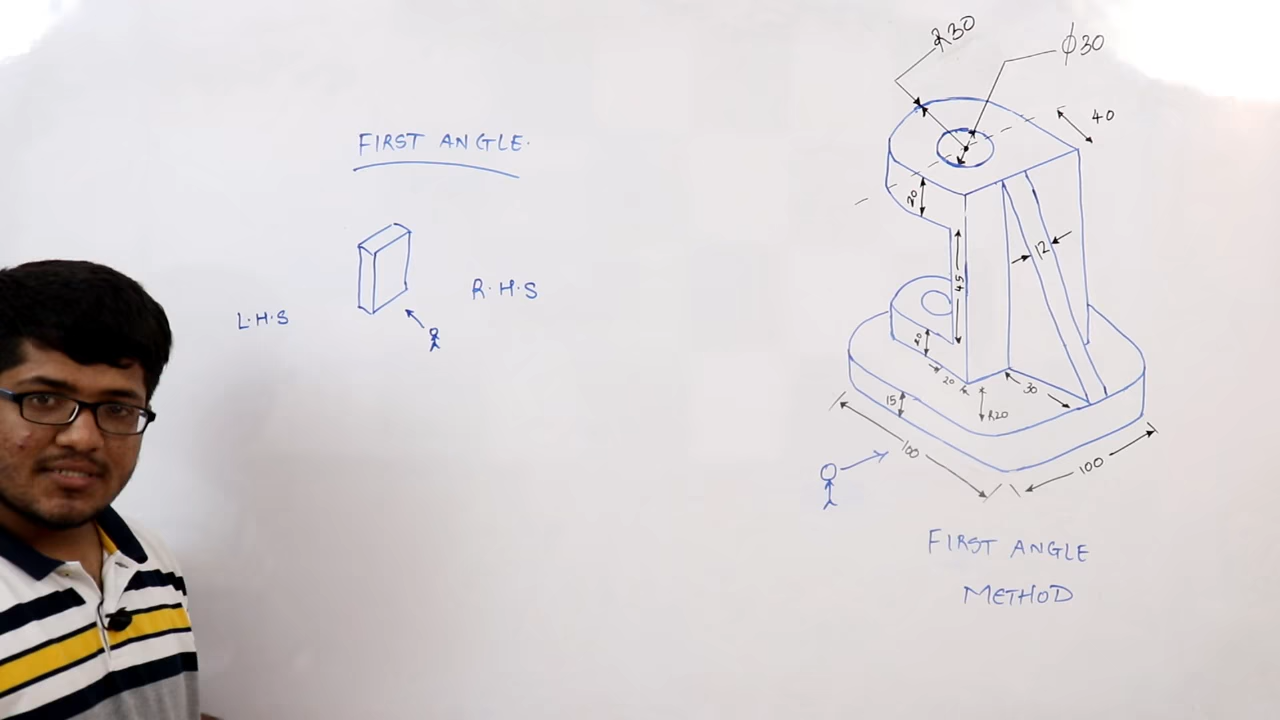 FIRST ANGLE.
L.H.S
R.H.S
R30
ϕ30
40
20
12
45
20
20
30
15
R20
100
100
FIRST ANGLE
METHOD